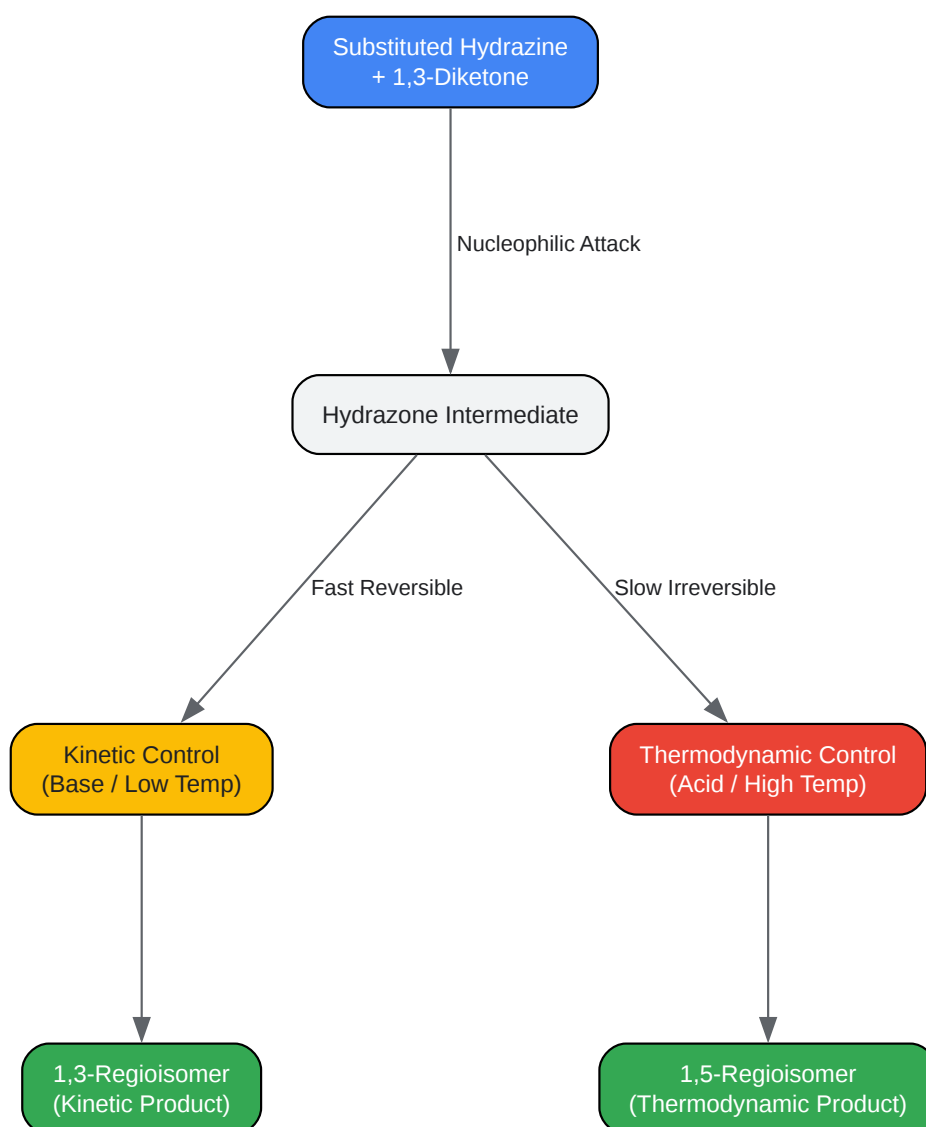 Substituted Hydrazine
+ 1,3-Diketone
Nucleophilic Attack
Hydrazone Intermediate
Fast Reversible
Slow Irreversible
Kinetic Control
(Base / Low Temp)
Thermodynamic Control
(Acid / High Temp)
1,3-Regioisomer
(Kinetic Product)
1,5-Regioisomer
(Thermodynamic Product)